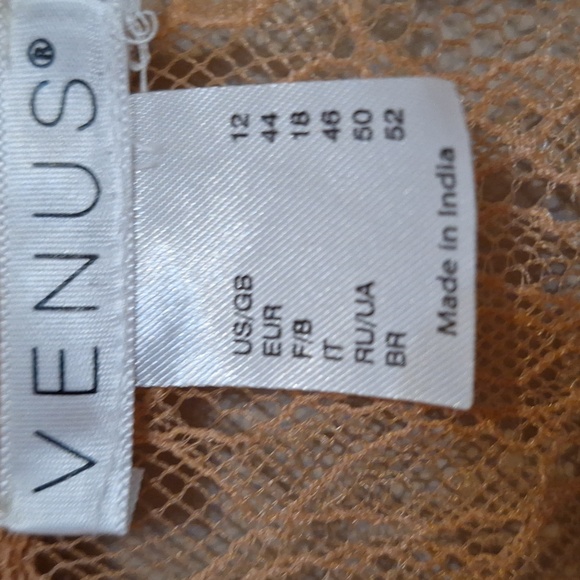 VENUS®
US/GB 12
EUR 44
F/B 18
IT 46
RU/UA 50
BR 52
Made in India